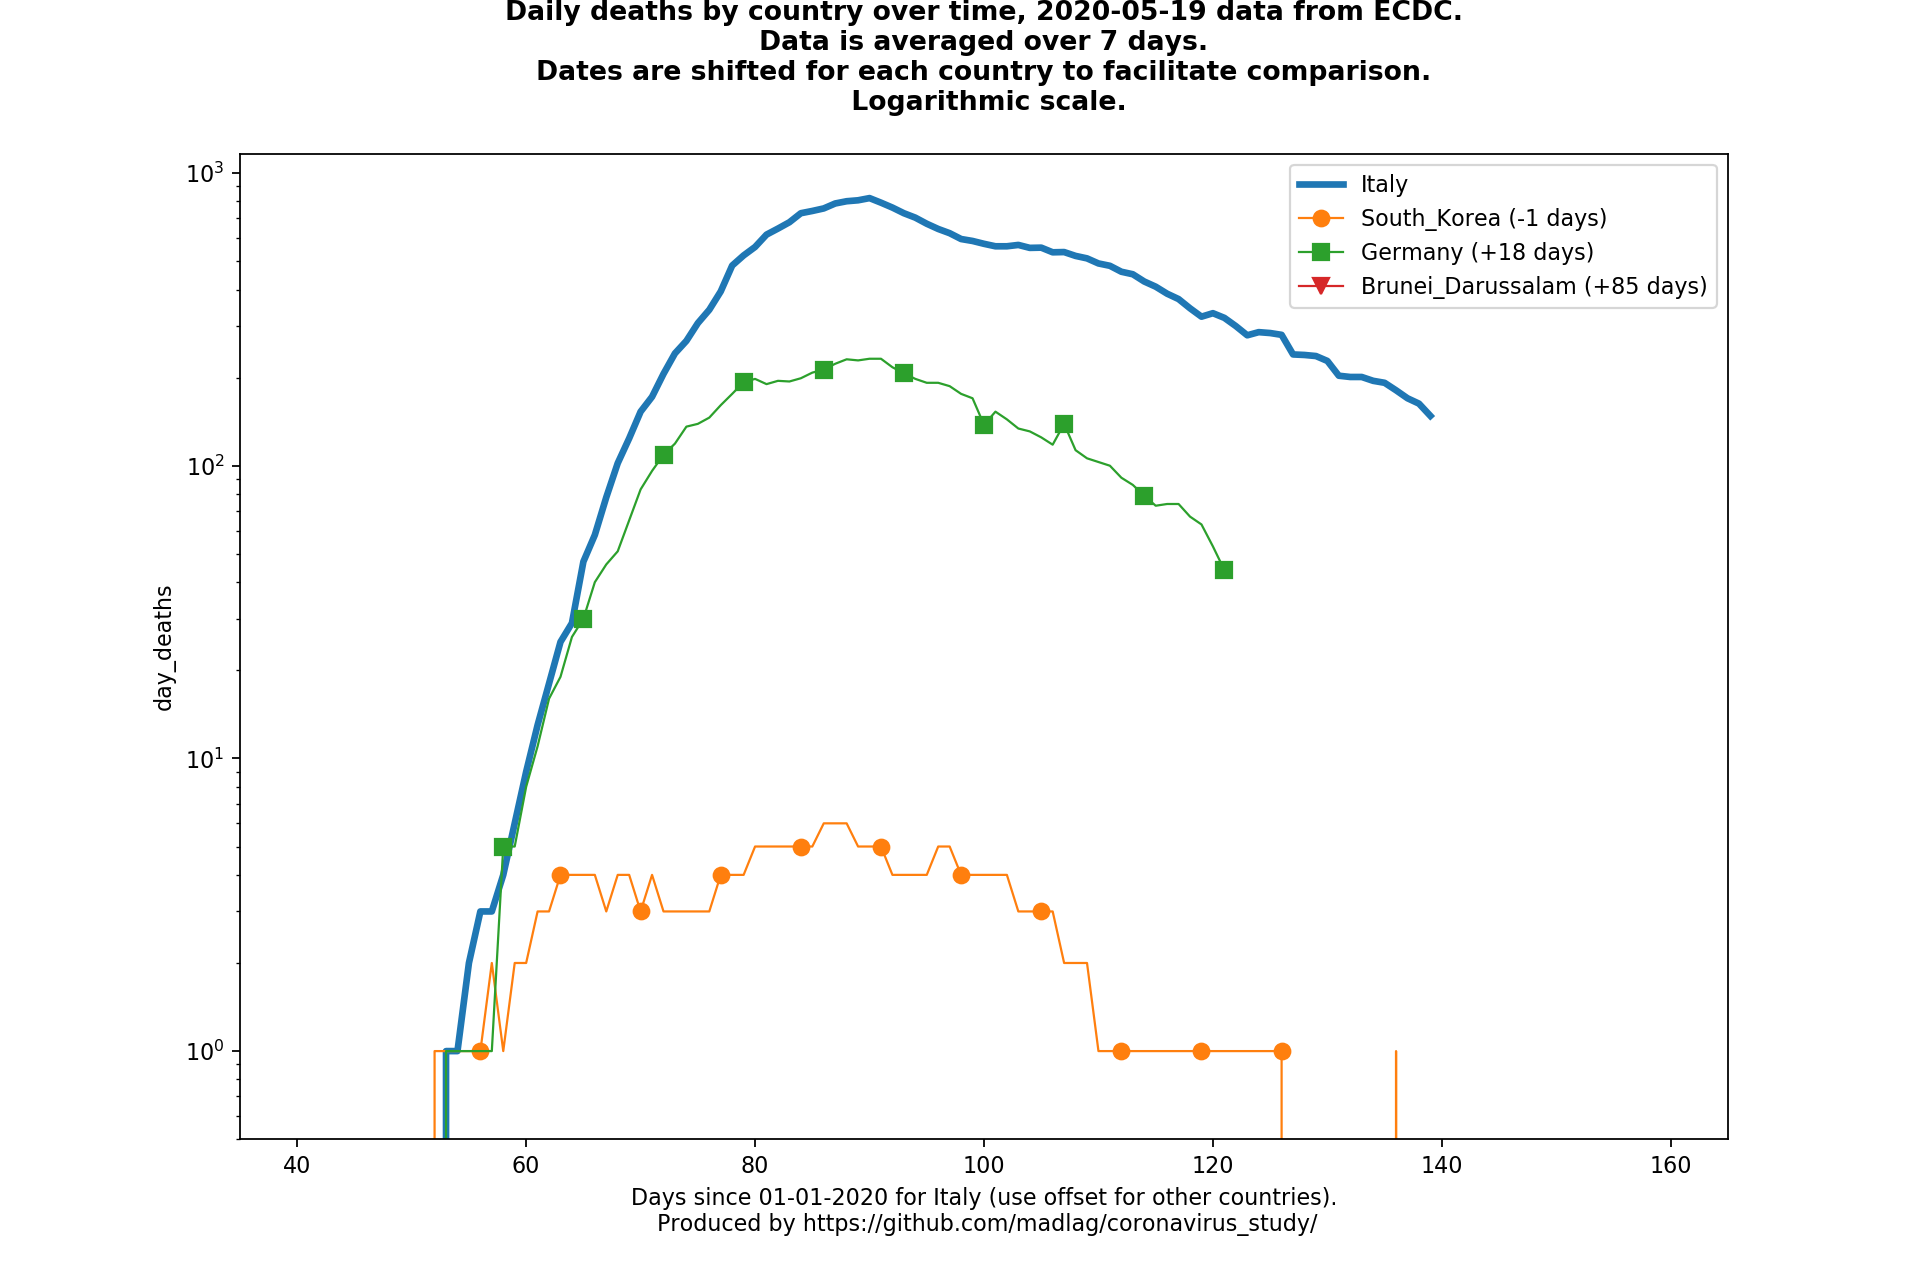 Daily deaths by country over time, 2020-05-19 data from ECDC.
Data is averaged over 7 days.
Dates are shifted for each country to facilitate comparison.
Logarithmic scale.
10³
10²
10¹
10⁰
day_deaths
Italy
South_Korea (-1 days)
Germany (+18 days)
Brunei_Darussalam (+85 days)
40 60 80 100 120 140 160
Days since 01-01-2020 for Italy (use offset for other countries).
Produced by https://github.com/madlag/coronavirus_study/